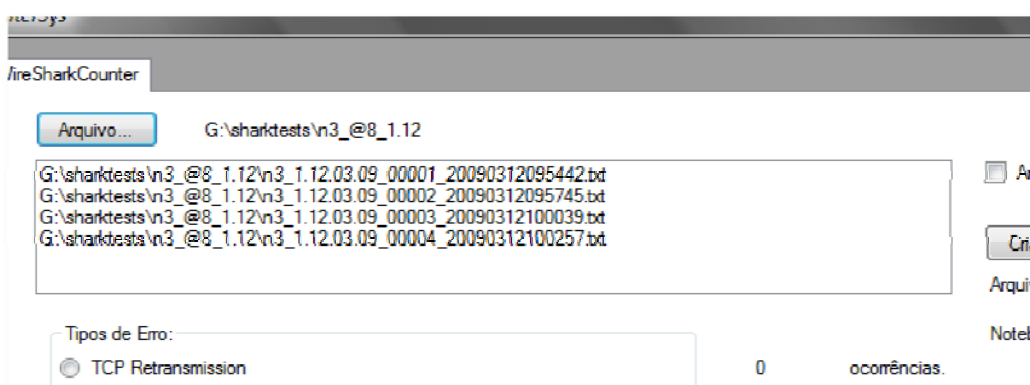 WireSharkCounter
Arquivo... G:\sharktests\n3_@8_1.12
G:\sharktests\n3_@8_1.12\n3_1.12.03.09_00001_20090312095442.txt
G:\sharktests\n3_@8_1.12\n3_1.12.03.09_00002_20090312095745.txt
G:\sharktests\n3_@8_1.12\n3_1.12.03.09_00003_20090312100039.txt
G:\sharktests\n3_@8_1.12\n3_1.12.03.09_00004_20090312100257.txt
Tipos de Erro:
TCP Retransmission 0 ocorrências.